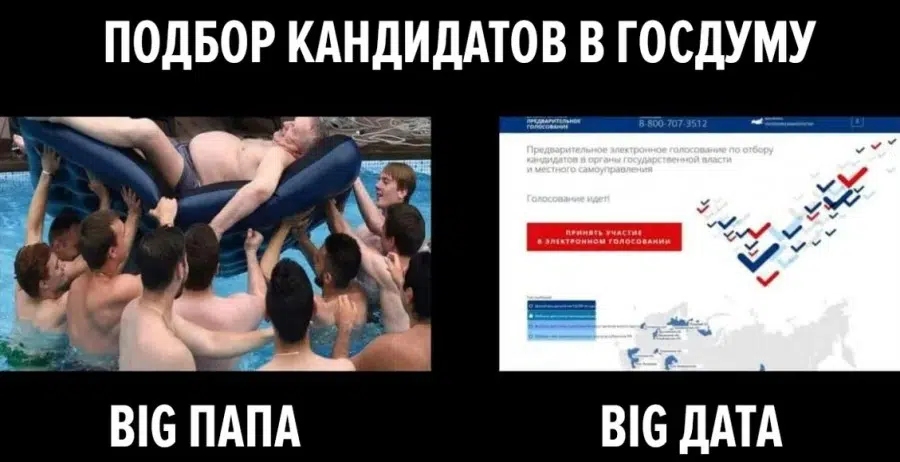 ПОДБОР КАНДИДАТОВ В ГОСДУМУ
ПРЕДВАРИТЕЛЬНОЕ
ГОЛОСОВАНИЕ
8-800-707-3512
Предварительное электронное голосование по отбору
кандидатов в органы государственной власти
и местного самоуправления
Голосование идет!
ПРИНЯТЬ УЧАСТИЕ
В ЭЛЕКТРОННОМ ГОЛОСОВАНИИ
BIG ПАПА
BIG ДАТА